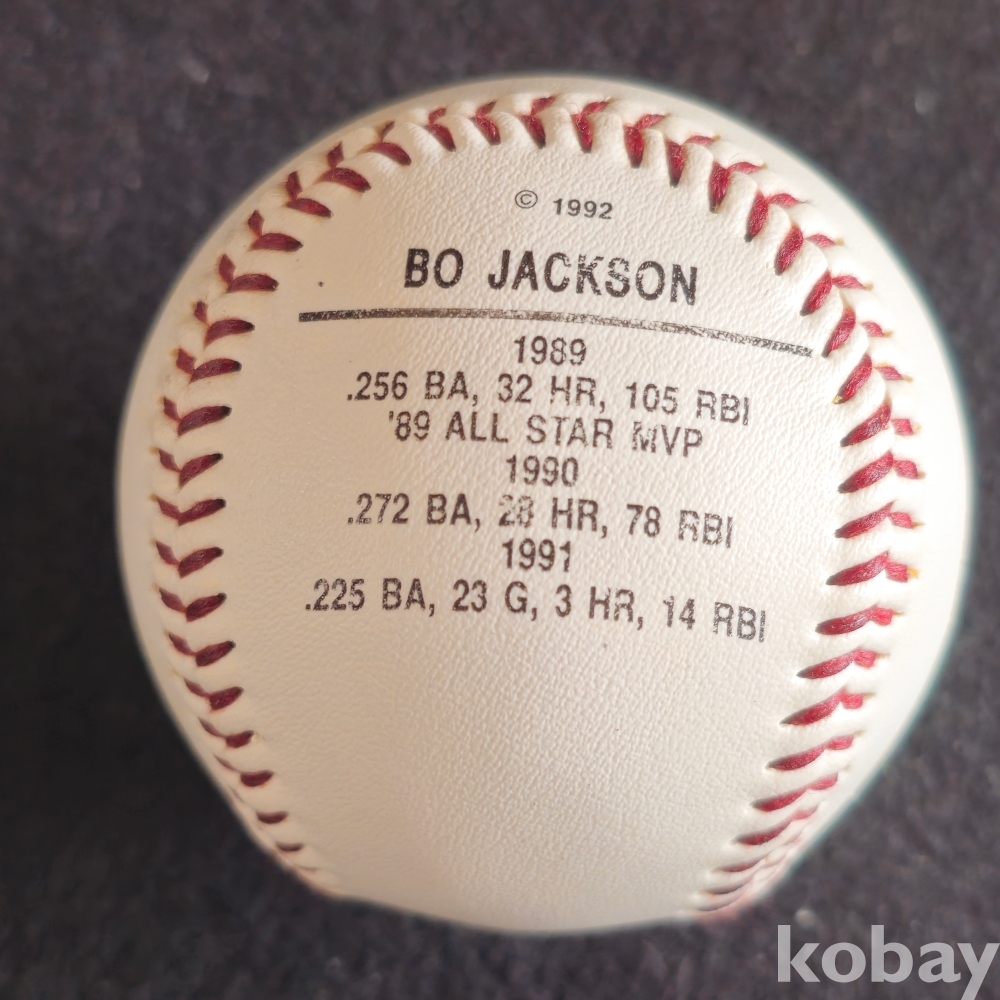 © 1992
BO JACKSON
1989
.256 BA, 32 HR, 105 RBI
'89 ALL STAR MVP
1990
.272 BA, 28 HR, 78 RBI
1991
.225 BA, 23 G, 3 HR, 14 RBI
kobay